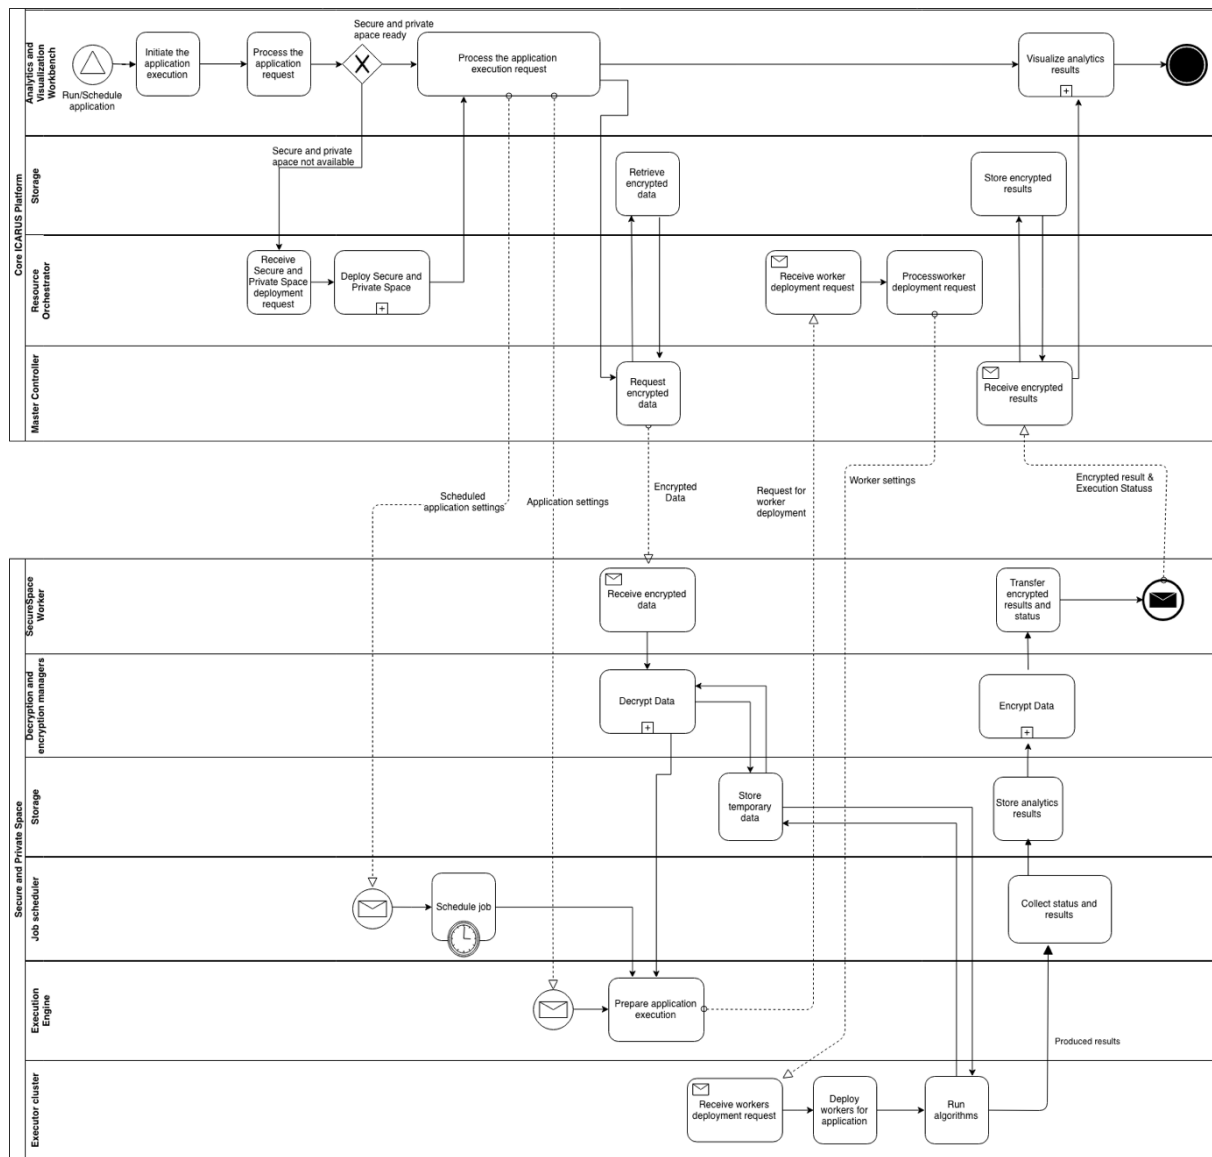 Core ICARUS Platform
Analytics and
Visualization
Workbench
Run/Schedule
application
Initiate the
application
execution
Process the
application
request
Secure and private
apace ready
X
Process the application
execution request
Visualize analytics
results
Storage
Secure and private
apace not available
Retrieve
encrypted
data
Store encrypted
results
Resource
Orchestrator
Receive
Secure and
Private Space
deployment
request
Deploy Secure and
Private Space
Receive worker
deployment request
Processworker
deployment request
Master Controller
Request
encrypted
data
Receive encrypted
results
Scheduled
application settings
Application settings
Encrypted
Data
Request for
worker
deployment
Worker settings
Encrypted result &
Execution Statuss
Secure and Private Space
SecureSpace
Worker
Receive encrypted
data
Transfer
encrypted
results and
status
Decryption and
encryption managers
Decrypt Data
Encrypt Data
Storage
Store
temporary
data
Store analytics
results
Job scheduler
Schedule job
Collect status and
results
Execution
Engine
Prepare application
execution
Produced results
Executor cluster
Receive workers
deployment request
Deploy
workers for
application
Run
algorithms